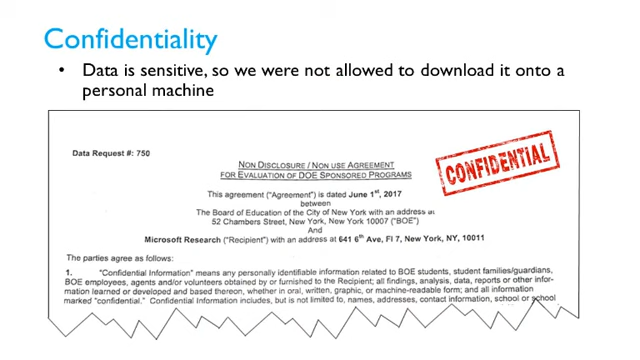 Confidentiality
• Data is sensitive, so we were not allowed to download it onto a
personal machine
Data Request #: 750
CONFIDENTIAL
NON DISCLOSURE / NON USE AGREEMENT
FOR EVALUATION OF DOE SPONSORED PROGRAMS
This agreement ("Agreement") is dated June 1st, 2017
between
The Board of Education of the City of New York with an address at
52 Chambers Street, New York, New York 10007 ("BOE")
And
Microsoft Research ("Recipient") with an address at 641 6th Ave, Fl 7, New York, NY, 10011
The parties agree as follows:
1. "Confidential Information" means any personally identifiable information related to BOE students, student families/guardians,
BOE employees, agents and/or volunteers obtained by or furnished to the Recipient; all findings, analysis, data, reports or other infor-
mation learned or developed and based thereon, whether in oral, written, graphic, or machine-readable form; and all information
marked "confidential." Confidential Information includes, but is not limited to, names, addresses, contact information, school or school